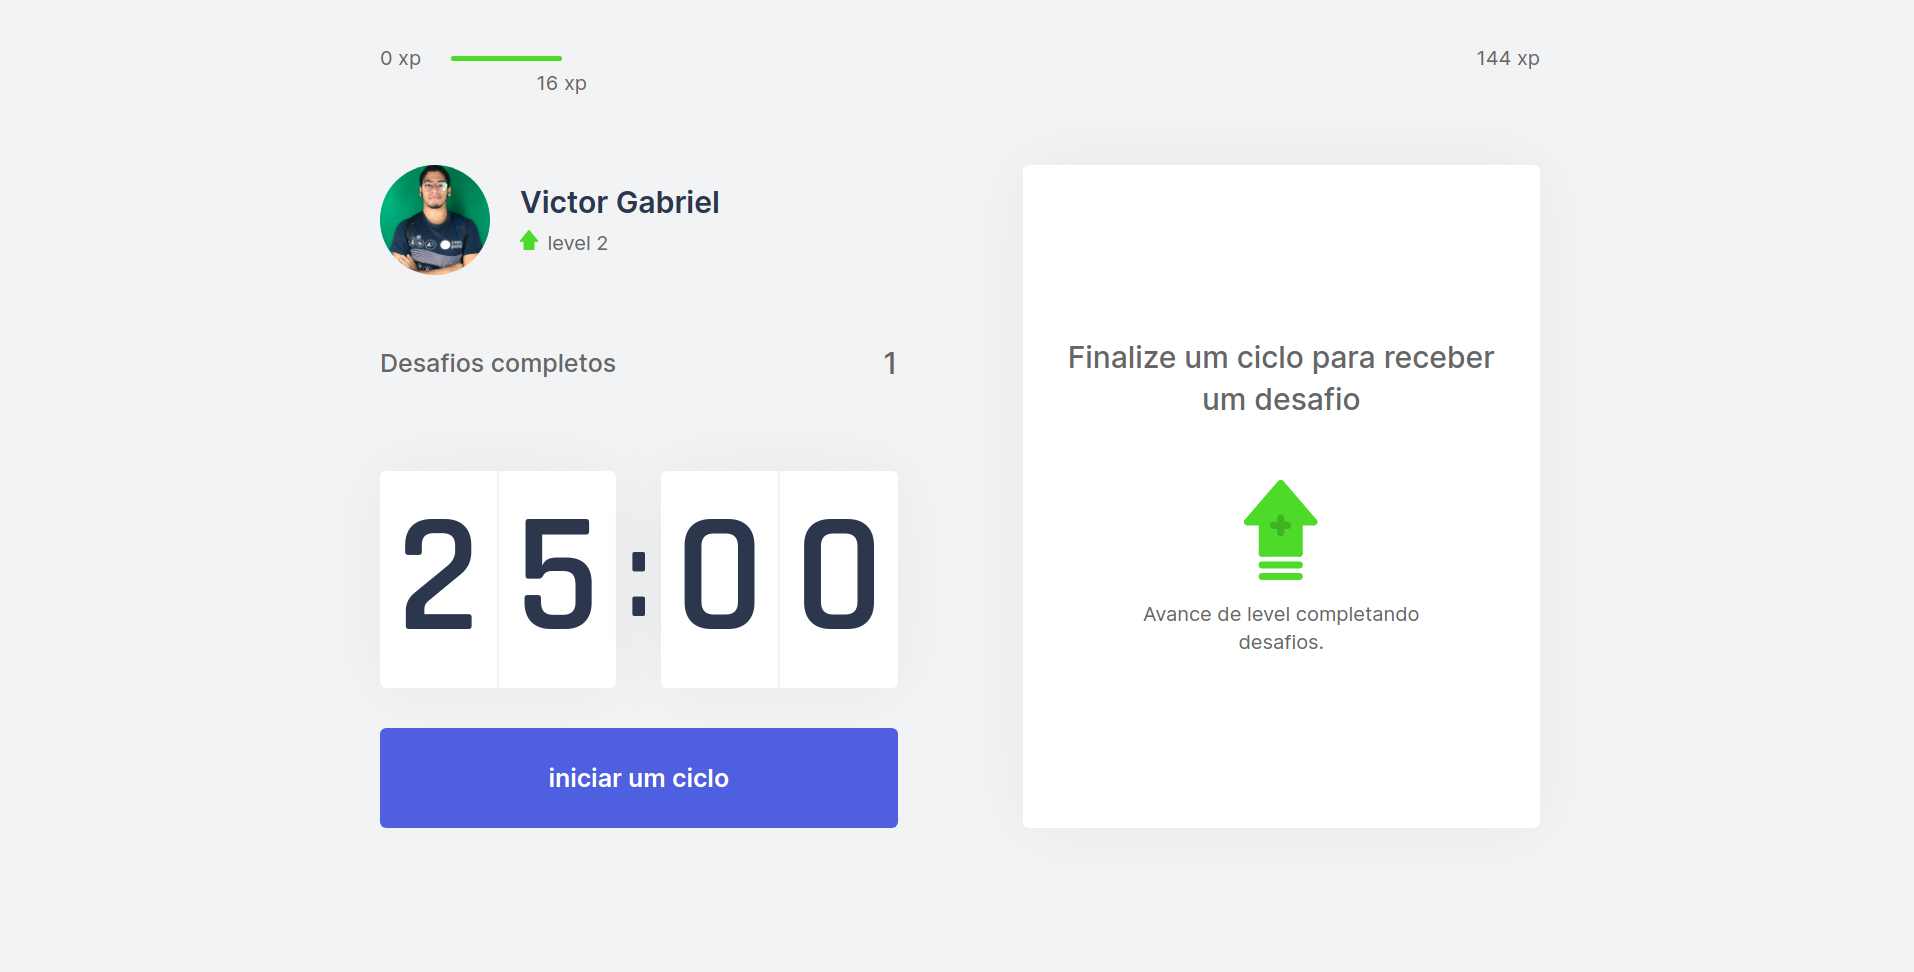 0 xp
144 xp
16 xp
Victor Gabriel
level 2
Desafios completos 1
25:00
iniciar um ciclo
Finalize um ciclo para receber
um desafio
Avance de level completando
desafios.